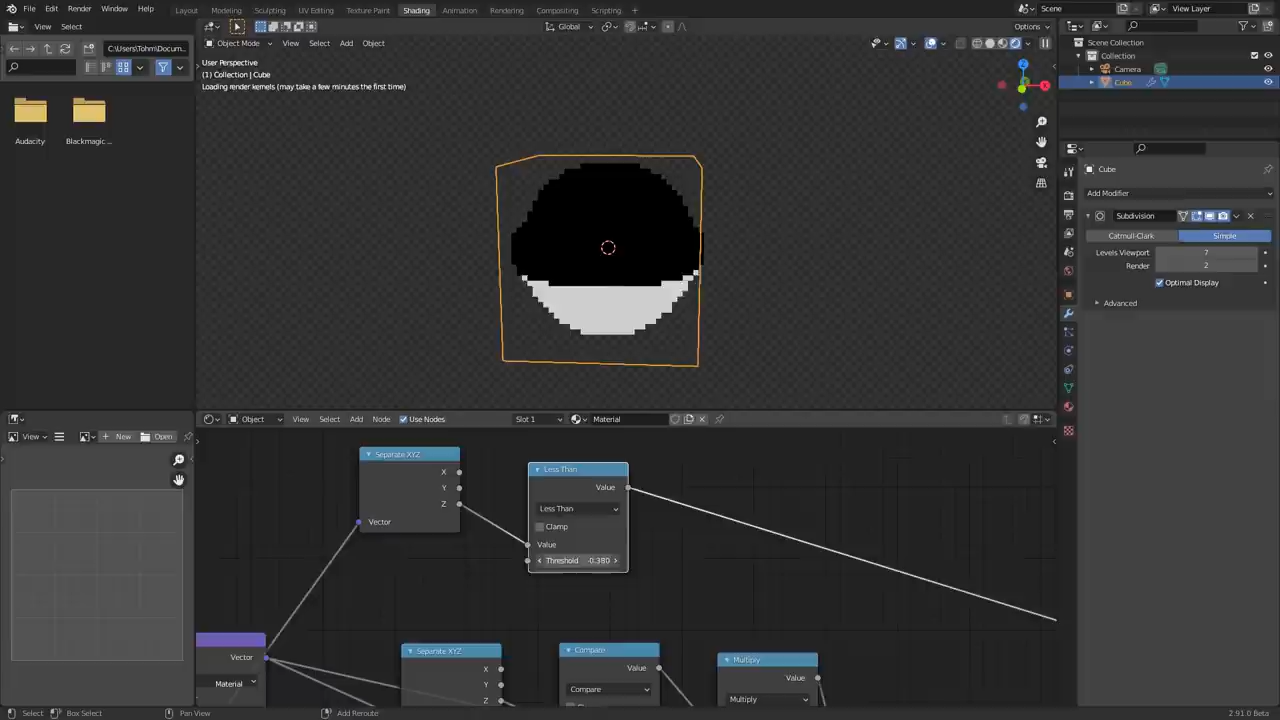 File Edit Render Window Help Layout Modeling Sculpting UV Editing Texture Paint Shading Animation Rendering Compositing Scripting Scene View Layer
View Select C:\Users\Tohm\Docum... Global Options
Object Mode View Select Add Object
Audacity Blackmagic ...
User Perspective
(1) Collection | Cube
Loading render kernels (may take a few minutes the first time)
Scene Collection
Collection
Camera
Cube
Cube
Add Modifier
Subdivision
Catmull-Clark Simple
Levels Viewport 7
Render 2
Optimal Display
Advanced
View New Open
Object View Select Add Node Use Nodes Slot 1 Material
Separate XYZ
X
Y
Z
Vector
Less Than
Value
Less Than
Clamp
Value
Threshold -0.380
Vector
Material
Separate XYZ
X
Y
Z
Compare
Value
Compare
Multiply
Value
Multiply
Select Box Select Pan View Add Reroute 2.91.0 Beta